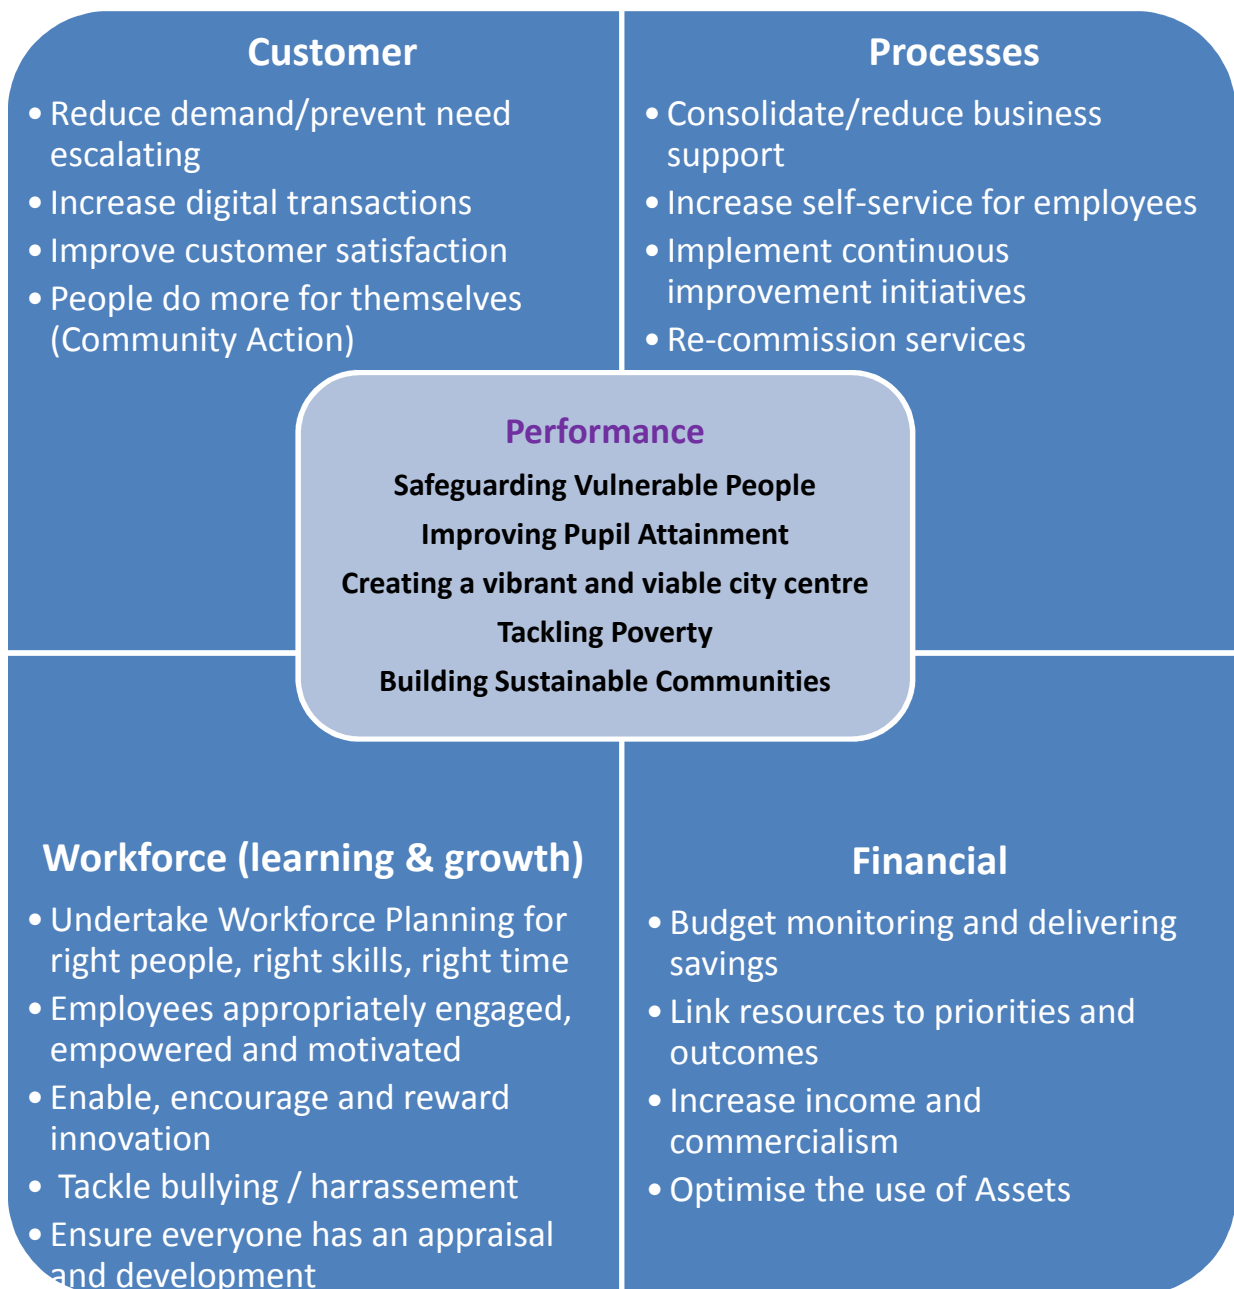 Customer
• Reduce demand/prevent need
escalating
• Increase digital transactions
• Improve customer satisfaction
• People do more for themselves
(Community Action)
Processes
• Consolidate/reduce business
support
• Increase self-service for employees
• Implement continuous
improvement initiatives
• Re-commission services
Performance
Safeguarding Vulnerable People
Improving Pupil Attainment
Creating a vibrant and viable city centre
Tackling Poverty
Building Sustainable Communities
Workforce (learning & growth)
• Undertake Workforce Planning for
right people, right skills, right time
• Employees appropriately engaged,
empowered and motivated
• Enable, encourage and reward
innovation
• Tackle bullying / harrassement
• Ensure everyone has an appraisal
and development
Financial
• Budget monitoring and delivering
savings
• Link resources to priorities and
outcomes
• Increase income and
commercialism
• Optimise the use of Assets